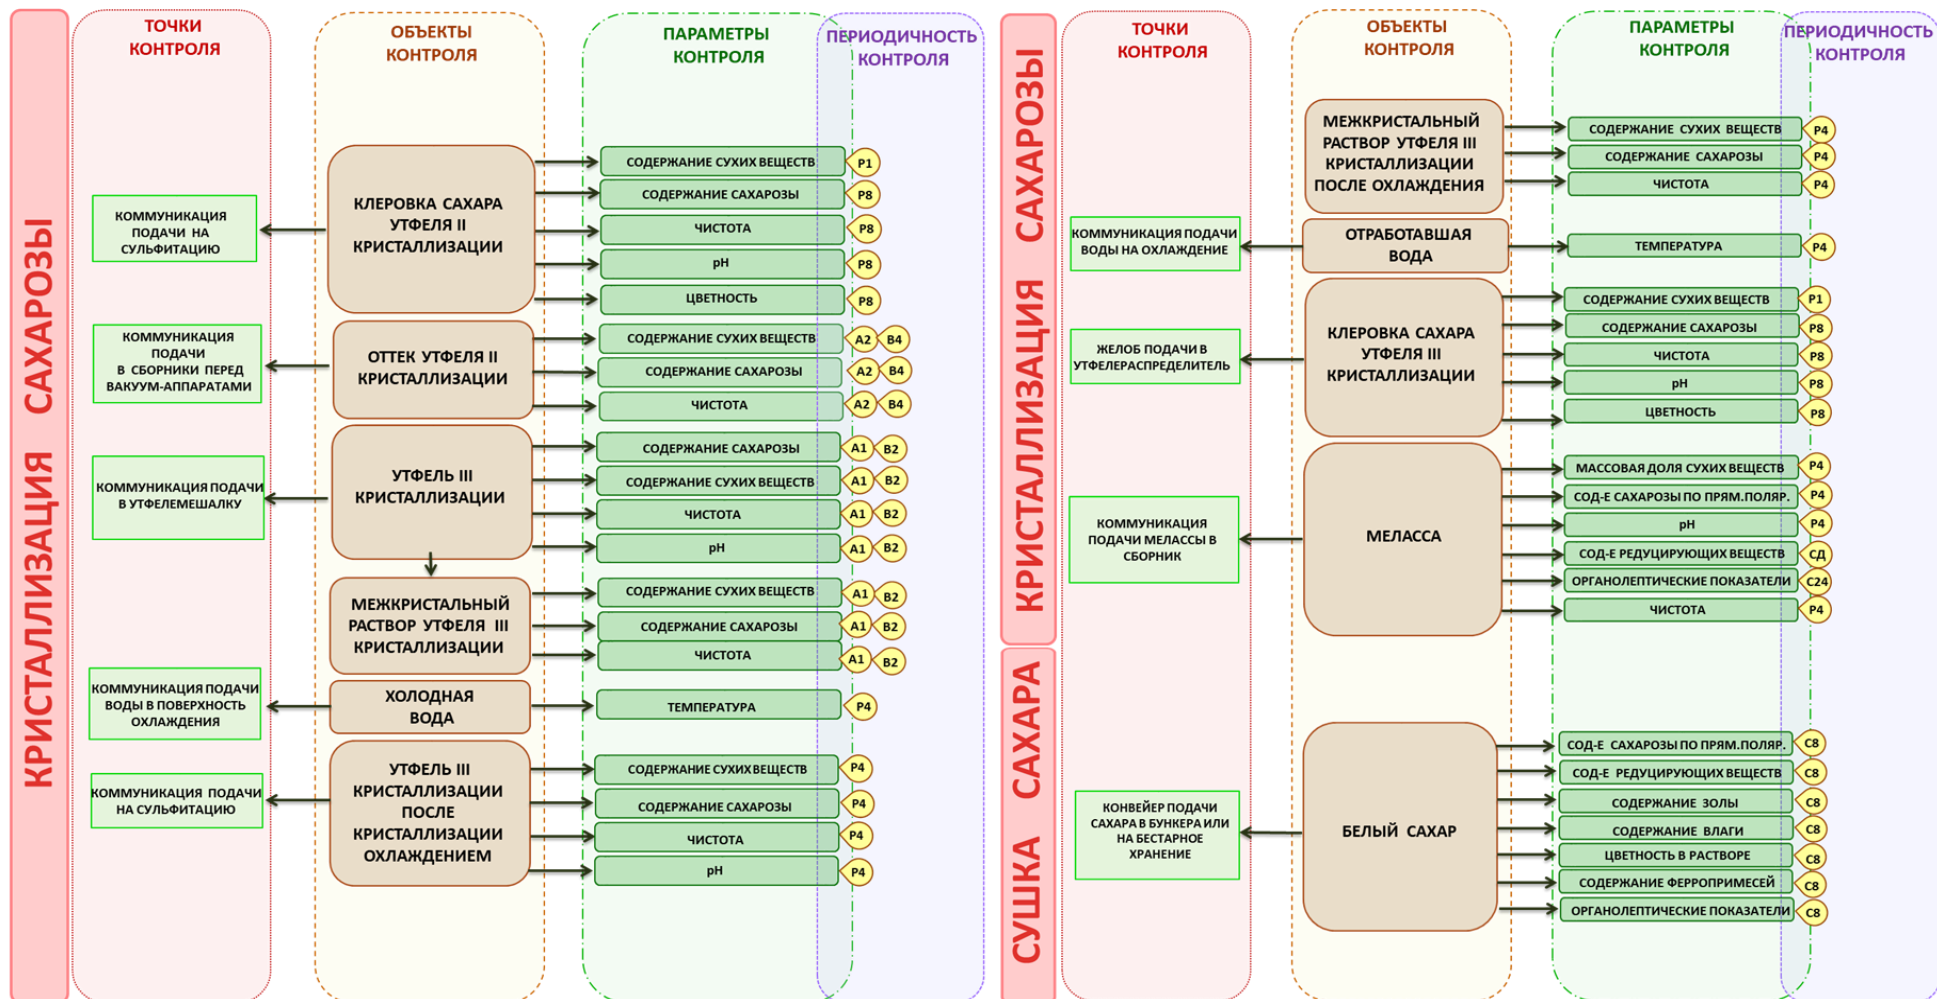 КРИСТАЛЛИЗАЦИЯ САХАРОЗЫ
ТОЧКИ
КОНТРОЛЯ
ОБЪЕКТЫ
КОНТРОЛЯ
ПАРАМЕТРЫ
КОНТРОЛЯ
ПЕРИОДИЧНОСТЬ
КОНТРОЛЯ
КОММУНИКАЦИЯ
ПОДАЧИ НА
СУЛЬФИТАЦИЮ
КЛЕРОВКА САХАРА
УТФЕЛЯ II
КРИСТАЛЛИЗАЦИИ
СОДЕРЖАНИЕ СУХИХ ВЕЩЕСТВ
P1
СОДЕРЖАНИЕ САХАРОЗЫ
P8
ЧИСТОТА
P8
pH
P8
ЦВЕТНОСТЬ
P8
КОММУНИКАЦИЯ
ПОДАЧИ
В СБОРНИКИ ПЕРЕД
ВАКУУМ-АППАРАТАМИ
ОТТЕК УТФЕЛЯ II
КРИСТАЛЛИЗАЦИИ
СОДЕРЖАНИЕ СУХИХ ВЕЩЕСТВ
A2 B4
СОДЕРЖАНИЕ САХАРОЗЫ
A2 B4
ЧИСТОТА
A2 B4
КОММУНИКАЦИЯ ПОДАЧИ
В УТФЕЛЕМЕШАЛКУ
УТФЕЛЬ III
КРИСТАЛЛИЗАЦИИ
СОДЕРЖАНИЕ САХАРОЗЫ
A1 B2
СОДЕРЖАНИЕ СУХИХ ВЕЩЕСТВ
A1 B2
ЧИСТОТА
A1 B2
pH
A1 B2
МЕЖКРИСТАЛЬНЫЙ
РАСТВОР УТФЕЛЯ III
КРИСТАЛЛИЗАЦИИ
СОДЕРЖАНИЕ СУХИХ ВЕЩЕСТВ
A1 B2
СОДЕРЖАНИЕ САХАРОЗЫ
A1 B2
ЧИСТОТА
A1 B2
КОММУНИКАЦИЯ ПОДАЧИ
ВОДЫ В ПОВЕРХНОСТЬ
ОХЛАЖДЕНИЯ
ХОЛОДНАЯ
ВОДА
ТЕМПЕРАТУРА
P4
КОММУНИКАЦИЯ ПОДАЧИ
НА СУЛЬФИТАЦИЮ
УТФЕЛЬ III
КРИСТАЛЛИЗАЦИИ
ПОСЛЕ
КРИСТАЛЛИЗАЦИИ
ОХЛАЖДЕНИЕМ
СОДЕРЖАНИЕ СУХИХ ВЕЩЕСТВ
P4
СОДЕРЖАНИЕ САХАРОЗЫ
P4
ЧИСТОТА
P4
pH
P4
КРИСТАЛЛИЗАЦИЯ САХАРОЗЫ
ТОЧКИ
КОНТРОЛЯ
ОБЪЕКТЫ
КОНТРОЛЯ
ПАРАМЕТРЫ
КОНТРОЛЯ
ПЕРИОДИЧНОСТЬ
КОНТРОЛЯ
МЕЖКРИСТАЛЬНЫЙ
РАСТВОР УТФЕЛЯ III
КРИСТАЛЛИЗАЦИИ
ПОСЛЕ ОХЛАЖДЕНИЯ
СОДЕРЖАНИЕ СУХИХ ВЕЩЕСТВ
P4
СОДЕРЖАНИЕ САХАРОЗЫ
P4
ЧИСТОТА
P4
КОММУНИКАЦИЯ ПОДАЧИ
ВОДЫ НА ОХЛАЖДЕНИЕ
ОТРАБОТАВШАЯ
ВОДА
ТЕМПЕРАТУРА
P4
ЖЕЛОБ ПОДАЧИ В
УТФЕЛЕРАСПРЕДЕЛИТЕЛЬ
КЛЕРОВКА САХАРА
УТФЕЛЯ III
КРИСТАЛЛИЗАЦИИ
СОДЕРЖАНИЕ СУХИХ ВЕЩЕСТВ
P1
СОДЕРЖАНИЕ САХАРОЗЫ
P8
ЧИСТОТА
P8
pH
P8
ЦВЕТНОСТЬ
P8
КОММУНИКАЦИЯ
ПОДАЧИ МЕЛАССЫ В
СБОРНИК
МЕЛАССА
МАССОВАЯ ДОЛЯ СУХИХ ВЕЩЕСТВ
P4
СОД-Е САХАРОЗЫ ПО ПРЯМ.ПОЛЯР.
P4
pH
P4
СОД-Е РЕДУЦИРУЮЩИХ ВЕЩЕСТВ
СД
ОРГАНОЛЕПТИЧЕСКИЕ ПОКАЗАТЕЛИ
С24
ЧИСТОТА
P4
СУШКА САХАРА
КОНВЕЙЕР ПОДАЧИ
САХАРА В БУНКЕРА ИЛИ
НА БЕСТАРНОЕ
ХРАНЕНИЕ
БЕЛЫЙ САХАР
СОД-Е САХАРОЗЫ ПО ПРЯМ.ПОЛЯР.
С8
СОД-Е РЕДУЦИРУЮЩИХ ВЕЩЕСТВ
С8
СОДЕРЖАНИЕ ЗОЛЫ
С8
СОДЕРЖАНИЕ ВЛАГИ
С8
ЦВЕТНОСТЬ В РАСТВОРЕ
С8
СОДЕРЖАНИЕ ФЕРРОПРИМЕСЕЙ
С8
ОРГАНОЛЕПТИЧЕСКИЕ ПОКАЗАТЕЛИ
С8